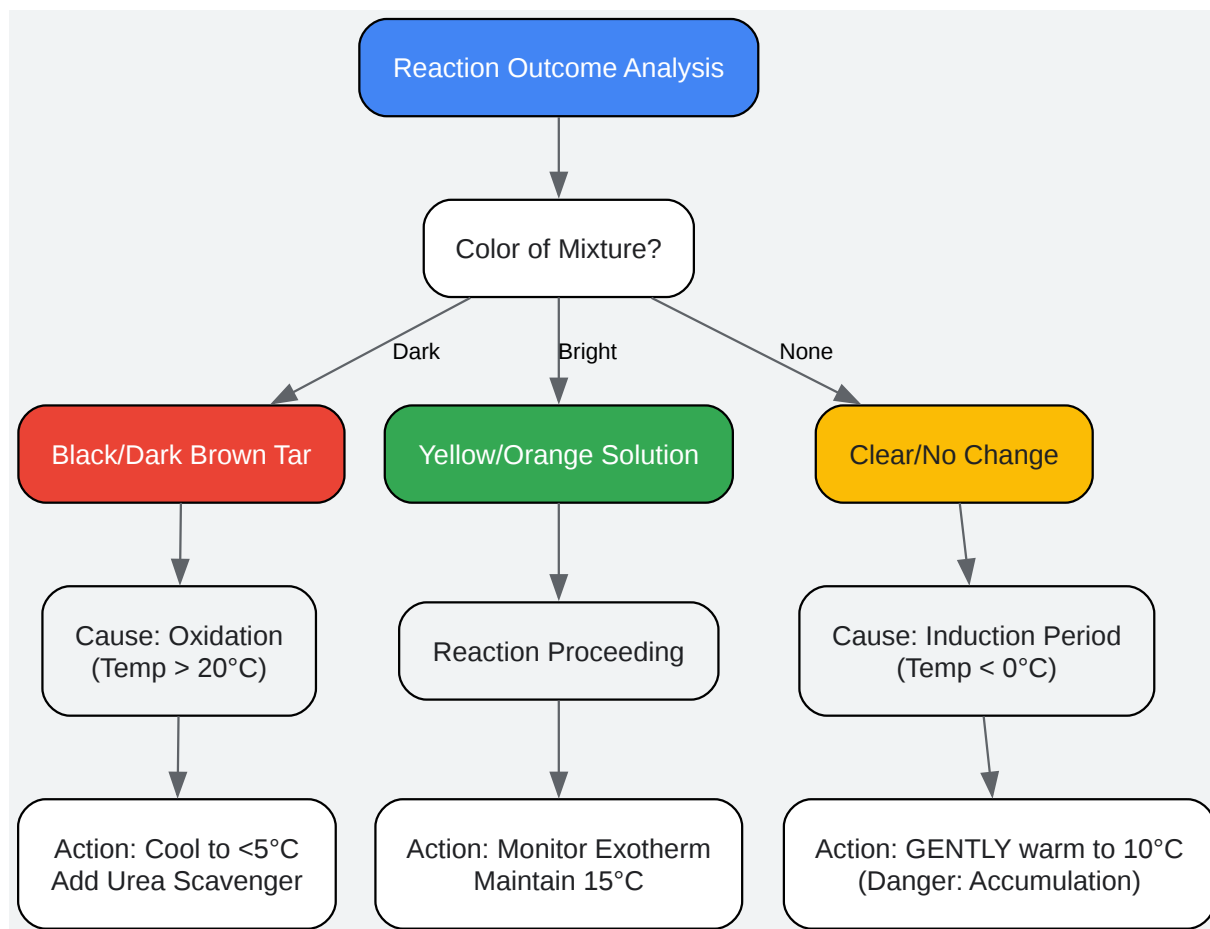 Reaction Outcome Analysis
Color of Mixture?
Dark
Bright
None
Black/Dark Brown Tar
Yellow/Orange Solution
Clear/No Change
Cause: Oxidation
(Temp > 20°C)
Reaction Proceeding
Cause: Induction Period
(Temp < 0°C)
Action: Cool to <5°C
Add Urea Scavenger
Action: Monitor Exotherm
Maintain 15°C
Action: GENTLY warm to 10°C
(Danger: Accumulation)